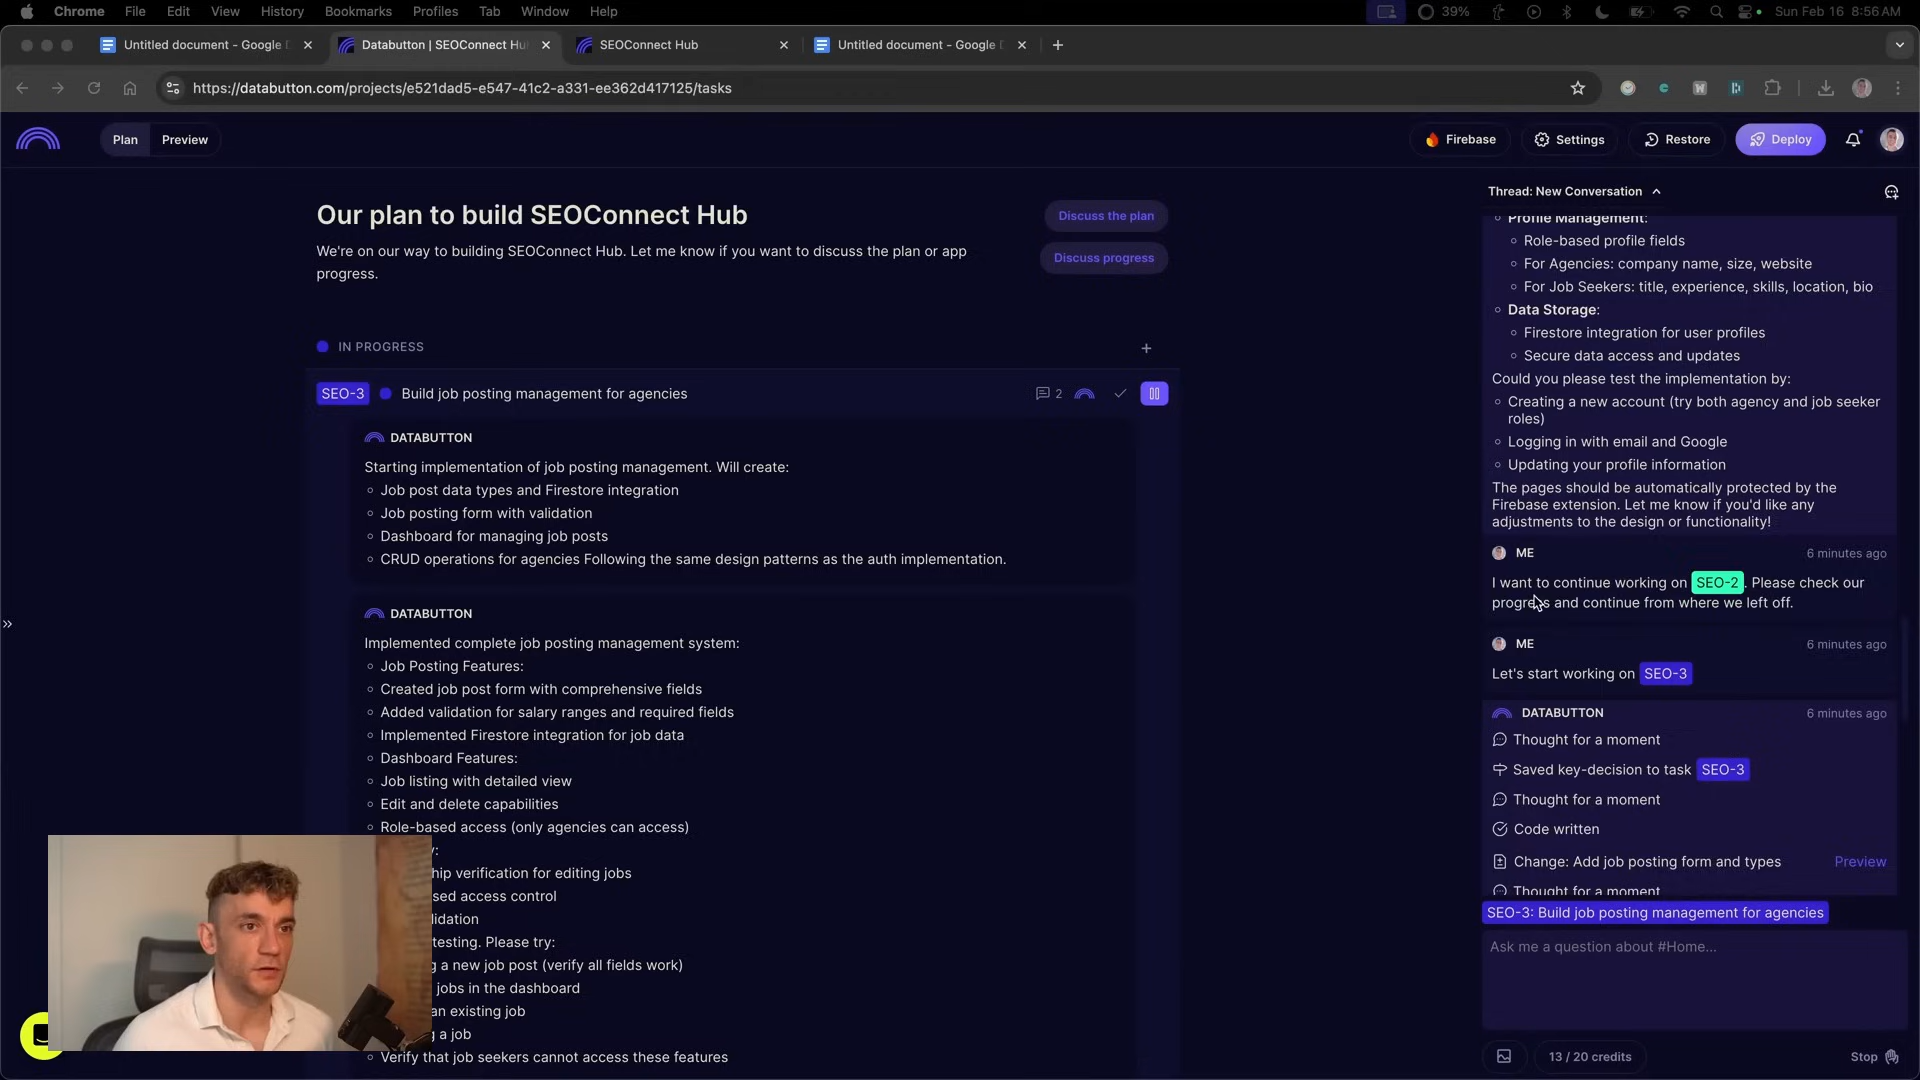 Chrome File Edit View History Bookmarks Profiles Tab Window Help 39% Sun Feb 16 8:56 AM
Untitled document - Google D Databutton | SEOConnect Hu SEOConnect Hub Untitled document - Google D
https://databutton.com/projects/e521dad5-e547-41c2-a331-ee362d417125/tasks
Plan Preview Firebase Settings Restore Deploy
Our plan to build SEOConnect Hub
Discuss the plan
We're on our way to building SEOConnect Hub. Let me know if you want to discuss the plan or app
progress.
Discuss progress
IN PROGRESS
SEO-3 Build job posting management for agencies 2
DATABUTTON
Starting implementation of job posting management. Will create:
Job post data types and Firestore integration
Job posting form with validation
Dashboard for managing job posts
CRUD operations for agencies Following the same design patterns as the auth implementation.
DATABUTTON
Implemented complete job posting management system:
Job Posting Features:
Created job post form with comprehensive fields
Added validation for salary ranges and required fields
Implemented Firestore integration for job data
Dashboard Features:
Job listing with detailed view
Edit and delete capabilities
Role-based access (only agencies can access)
y:
hip verification for editing jobs
sed access control
lidation
testing. Please try:
g a new job post (verify all fields work)
jobs in the dashboard
an existing job
g a job
Verify that job seekers cannot access these features
Thread: New Conversation
Profile Management:
Role-based profile fields
For Agencies: company name, size, website
For Job Seekers: title, experience, skills, location, bio
Data Storage:
Firestore integration for user profiles
Secure data access and updates
Could you please test the implementation by:
Creating a new account (try both agency and job seeker
roles)
Logging in with email and Google
Updating your profile information
The pages should be automatically protected by the
Firebase extension. Let me know if you'd like any
adjustments to the design or functionality!
ME 6 minutes ago
I want to continue working on SEO-2 . Please check our
progress and continue from where we left off.
ME 6 minutes ago
Let's start working on SEO-3
DATABUTTON 6 minutes ago
Thought for a moment
Saved key-decision to task SEO-3
Thought for a moment
Code written
Change: Add job posting form and types Preview
Thought for a moment
SEO-3: Build job posting management for agencies
Ask me a question about #Home...
13 / 20 credits Stop